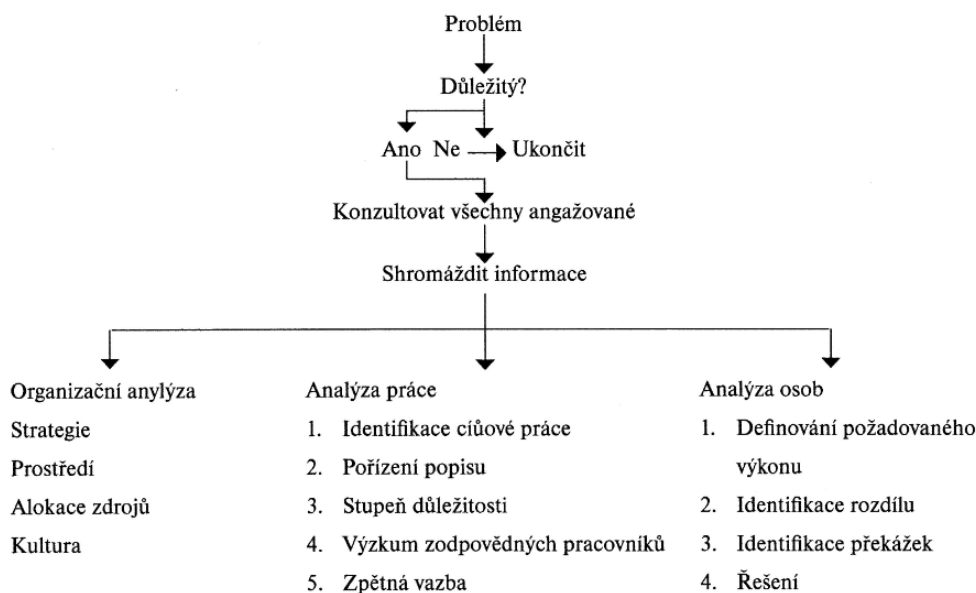 Problém
Důležitý?
Ano Ne Ukončit
Konzultovat všechny angažované
Shromáždit informace
Organizační anylýza
Strategie
Prostředí
Alokace zdrojů
Kultura
Analýza práce
1. Identifikace cíůové práce
2. Pořízení popisu
3. Stupeň důležitosti
4. Výzkum zodpovědných pracovníků
5. Zpětná vazba
Analýza osob
1. Definování požadovaného
výkonu
2. Identifikace rozdílu
3. Identifikace překážek
4. Řešení